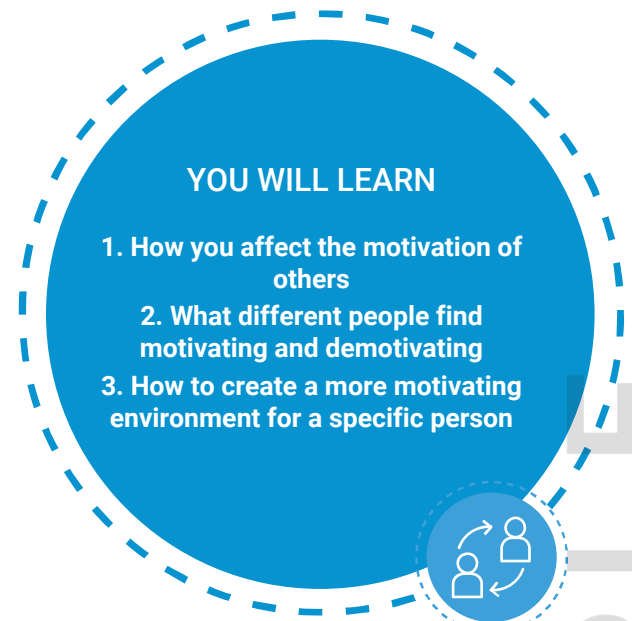 YOU WILL LEARN
1. How you affect the motivation of
others
2. What different people find
motivating and demotivating
3. How to create a more motivating
environment for a specific person